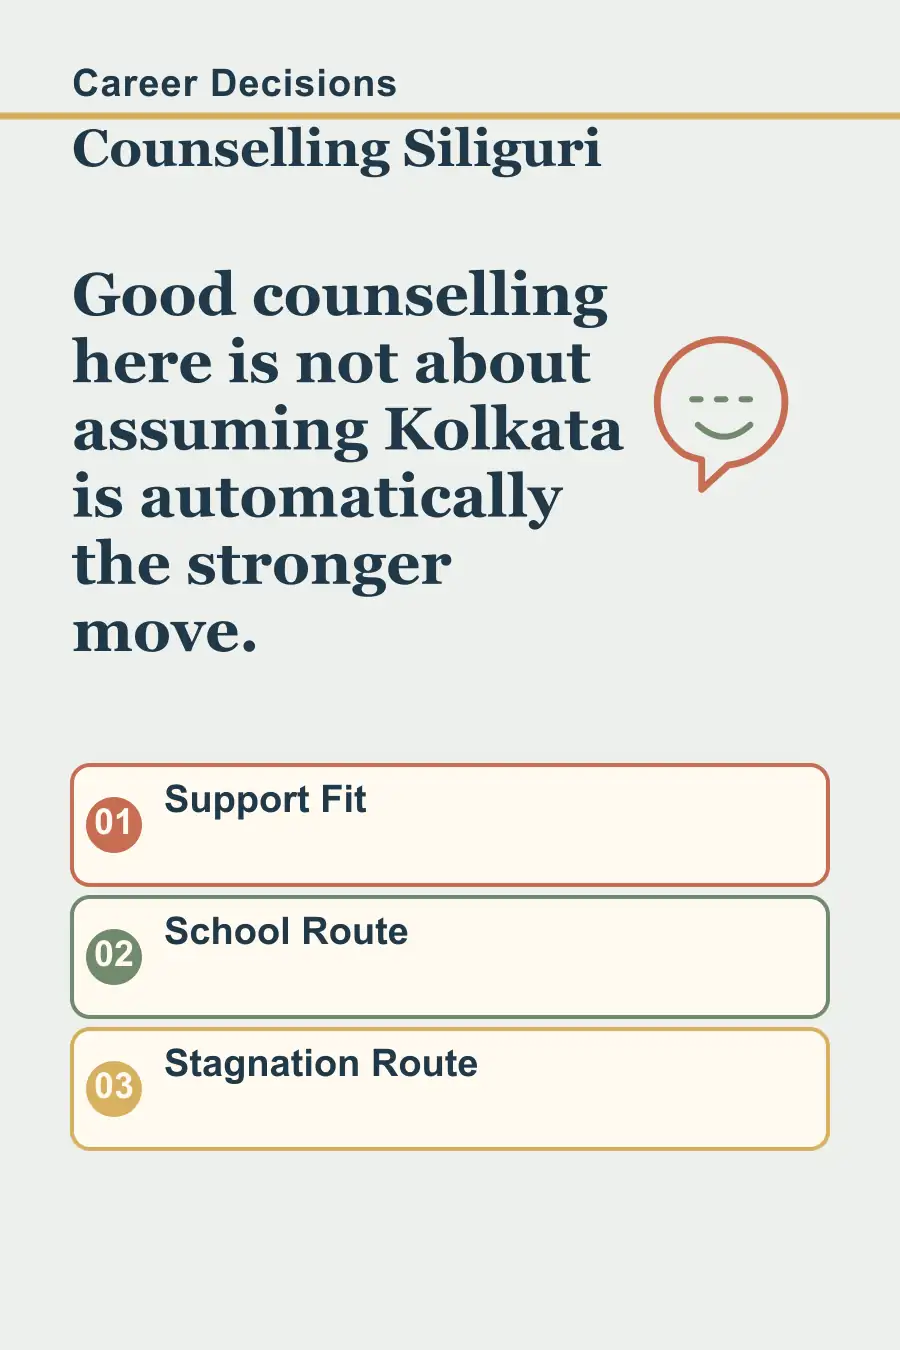 Career Decisions
Counselling Siliguri
Good counselling
here is not about
assuming Kolkata
is automatically
the stronger
move.
01 Support Fit
02 School Route
03 Stagnation Route